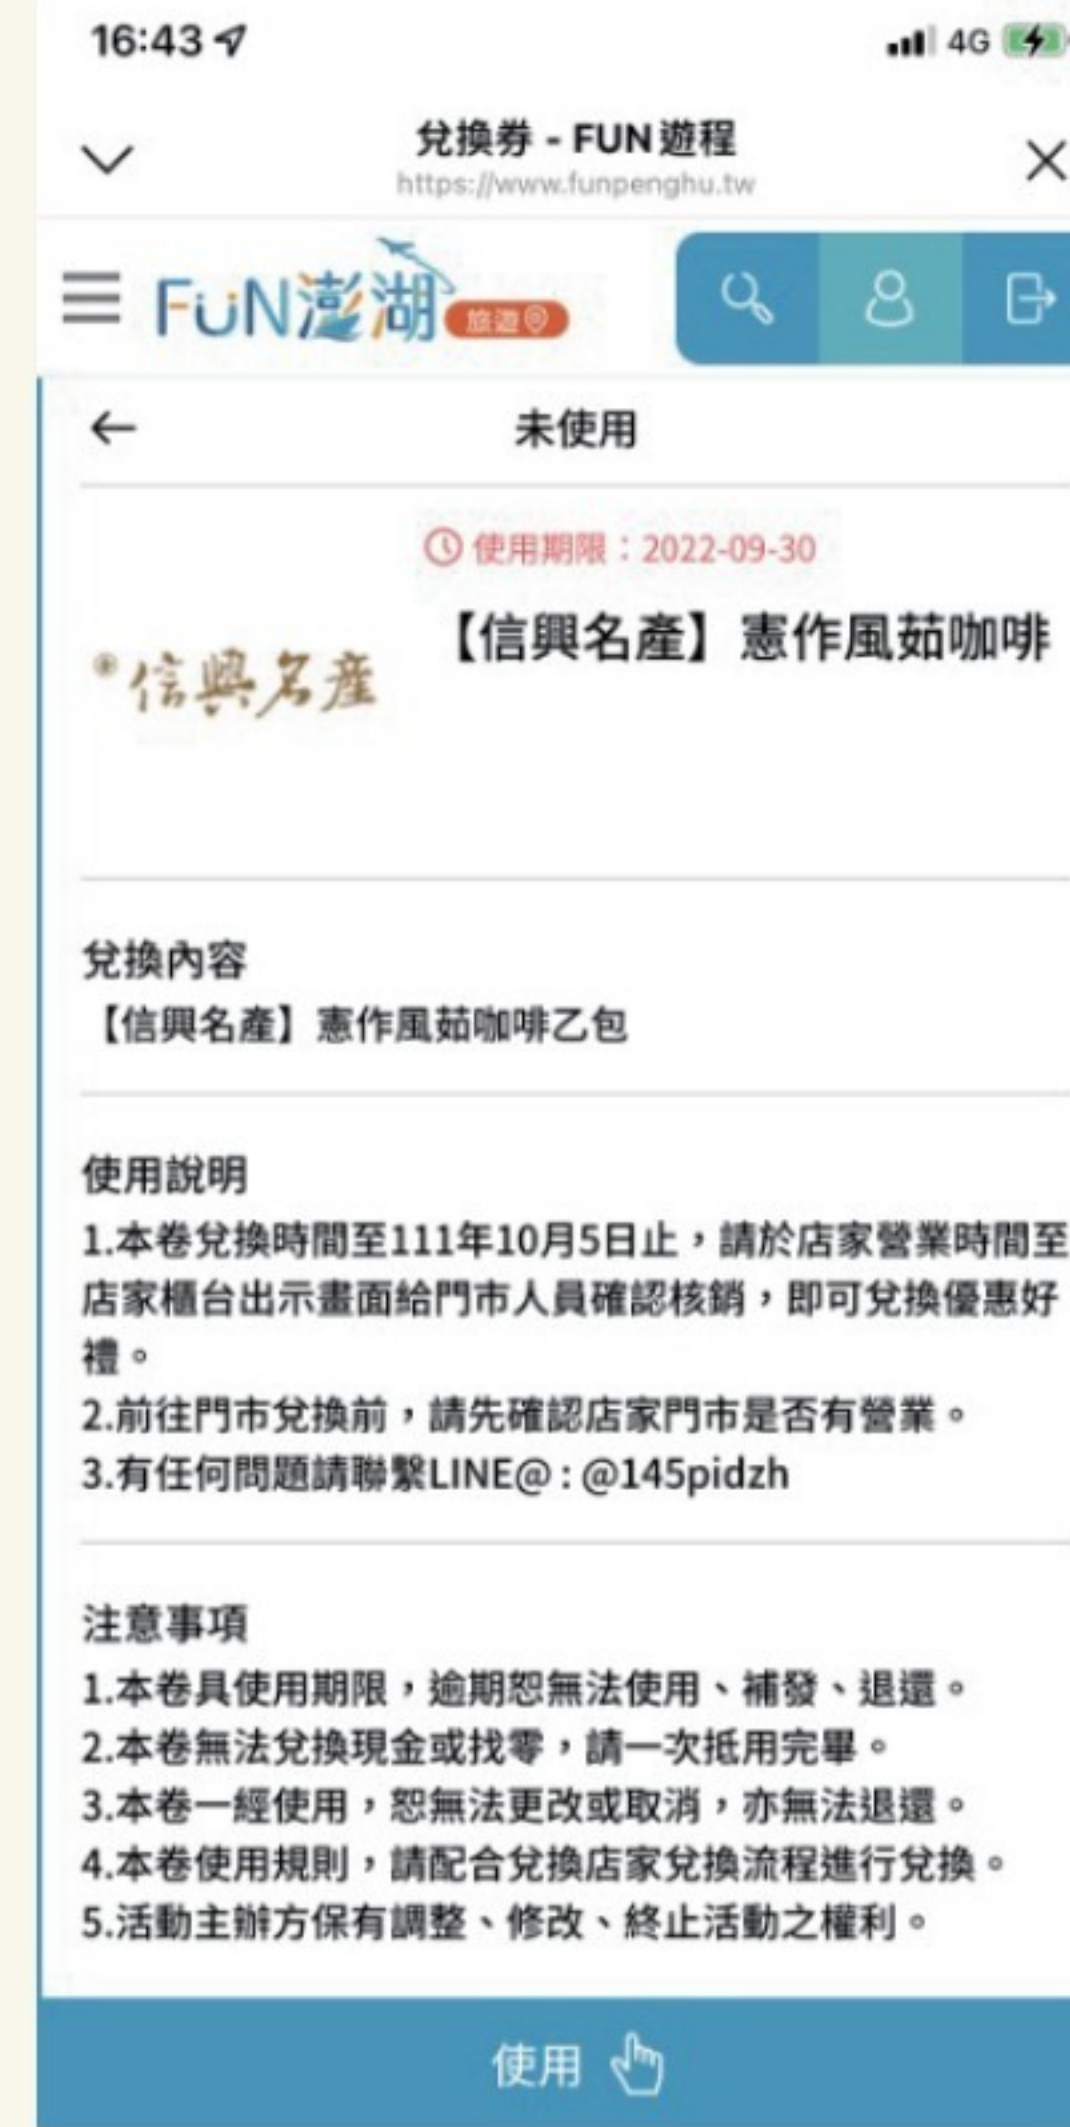 16:43
4G
兌換券 - FUN遊程
https://www.funpenghu.tw
FUN澎湖 旅遊
未使用
使用期限：2022-09-30
信興名產
【信興名產】憲作風茹咖啡
兌換內容
【信興名產】憲作風茹咖啡乙包
使用說明
1.本卷兌換時間至111年10月5日止，請於店家營業時間至
店家櫃台出示畫面給門市人員確認核銷，即可兌換優惠好
禮。
2.前往門市兌換前，請先確認店家門市是否有營業。
3.有任何問題請聯繫LINE@ : @145pidzh
注意事項
1.本卷具使用期限，逾期恕無法使用、補發、退還。
2.本卷無法兌換現金或找零，請一次抵用完畢。
3.本卷一經使用，恕無法更改或取消，亦無法退還。
4.本卷使用規則，請配合兌換店家兌換流程進行兌換。
5.活動主辦方保有調整、修改、終止活動之權利。
使用